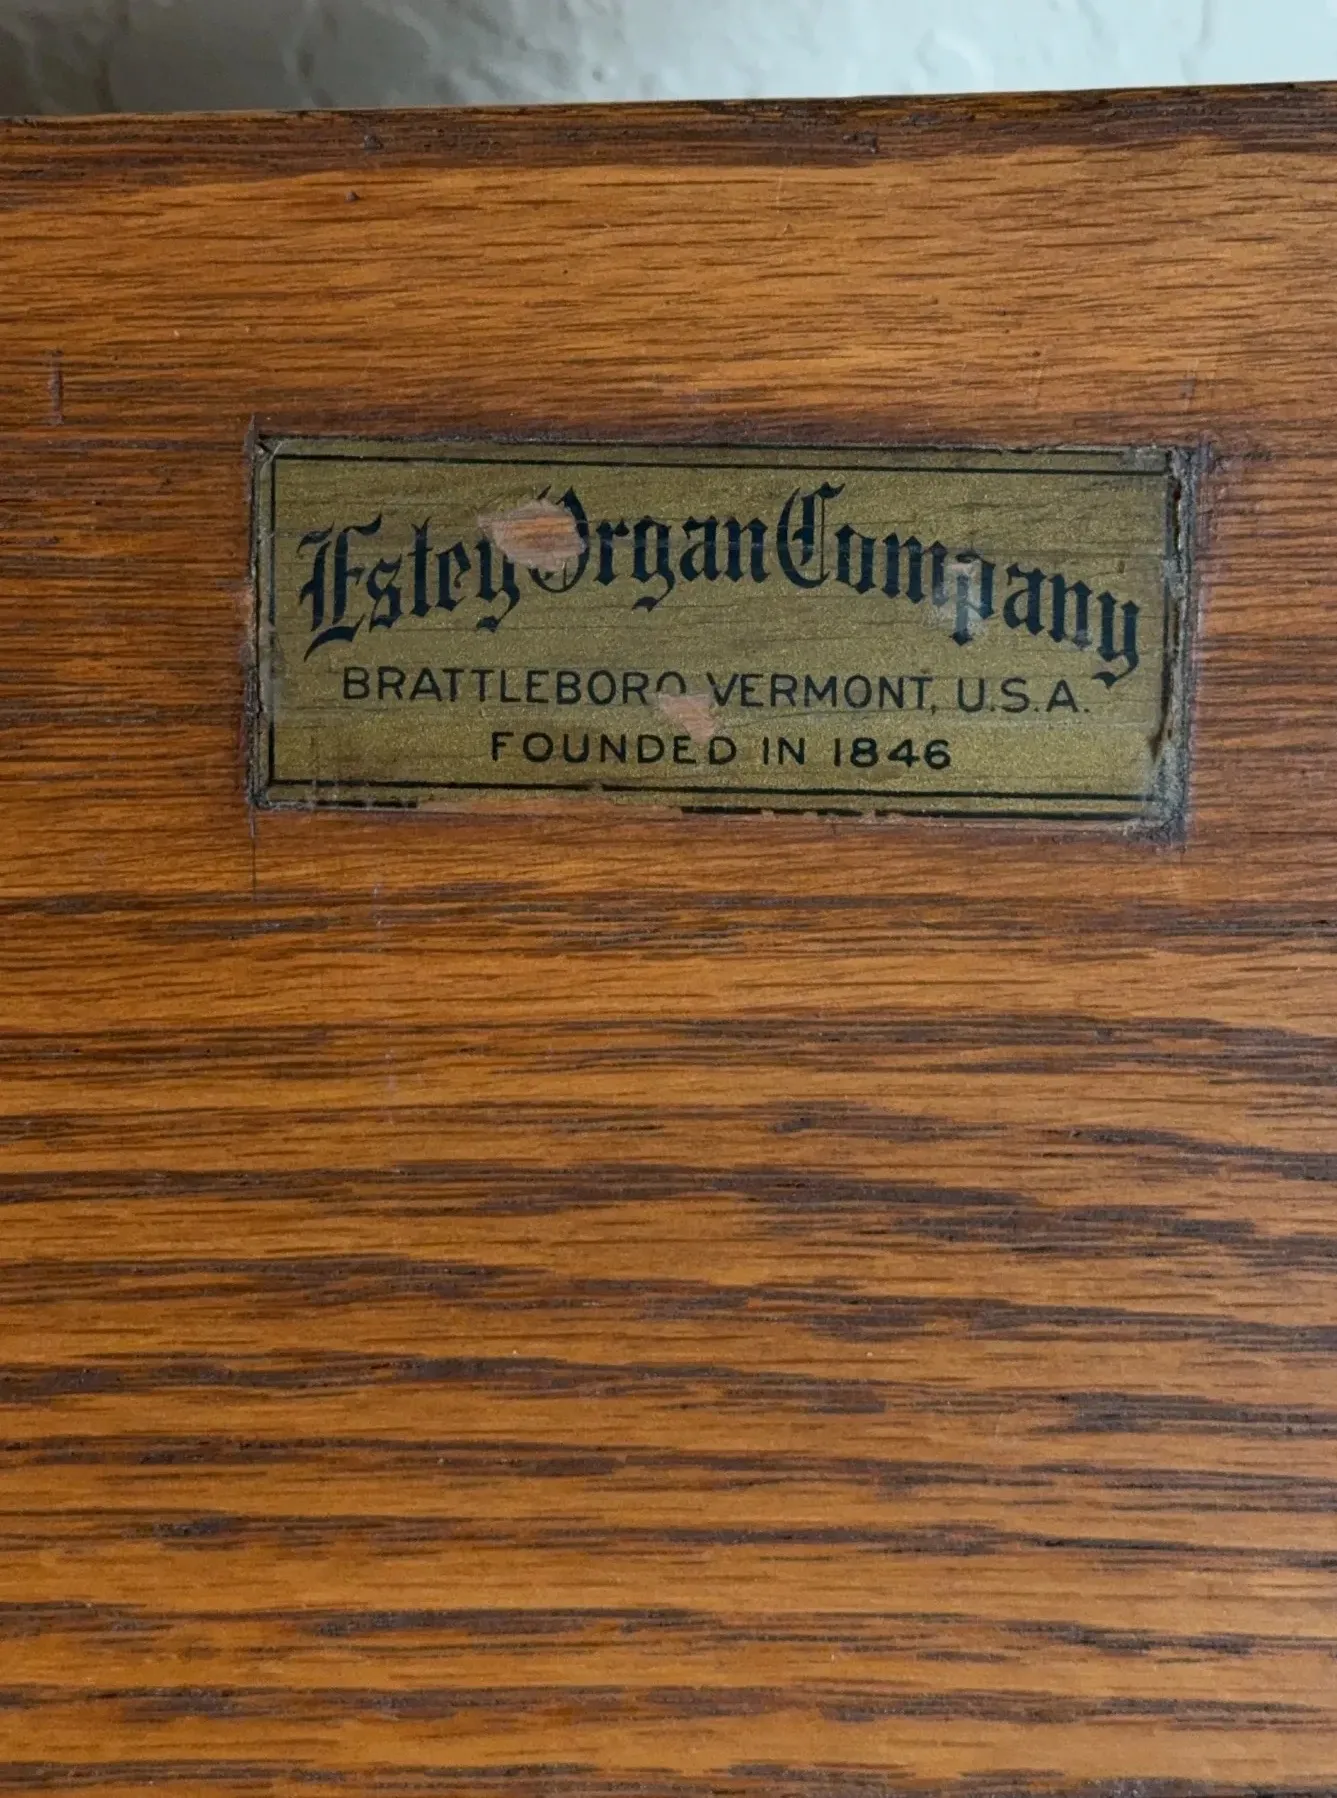 Estey Organ Company
BRATTLEBORO, VERMONT, U.S.A.
FOUNDED IN 1846